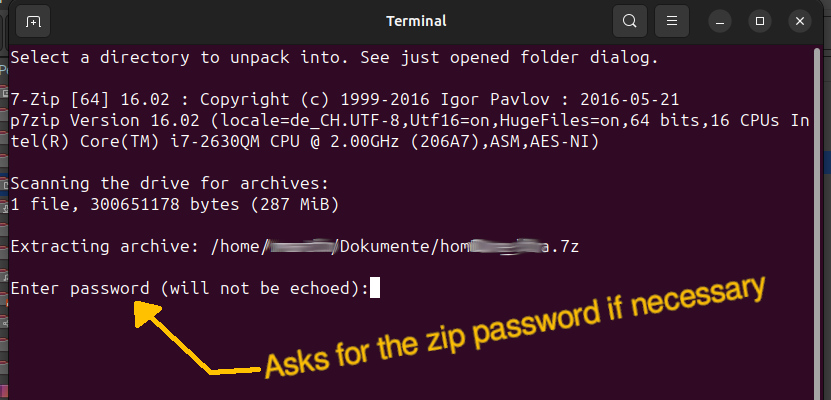 Terminal
Select a directory to unpack into. See just opened folder dialog.
7-Zip [64] 16.02 : Copyright (c) 1999-2016 Igor Pavlov : 2016-05-21
p7zip Version 16.02 (locale=de_CH.UTF-8,Utf16=on,HugeFiles=on,64 bits,16 CPUs In
tel(R) Core(TM) i7-2630QM CPU @ 2.00GHz (206A7),ASM,AES-NI)
Scanning the drive for archives:
1 file, 300651178 bytes (287 MiB)
Extracting archive: /home/ /Dokumente/hom a.7z
Enter password (will not be echoed):
Asks for the zip password if necessary